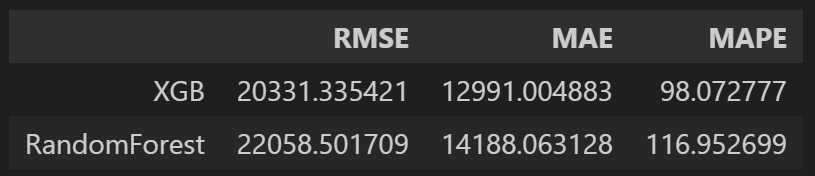 RMSE MAE MAPE
XGB 20331.335421 12991.004883 98.072777
RandomForest 22058.501709 14188.063128 116.952699